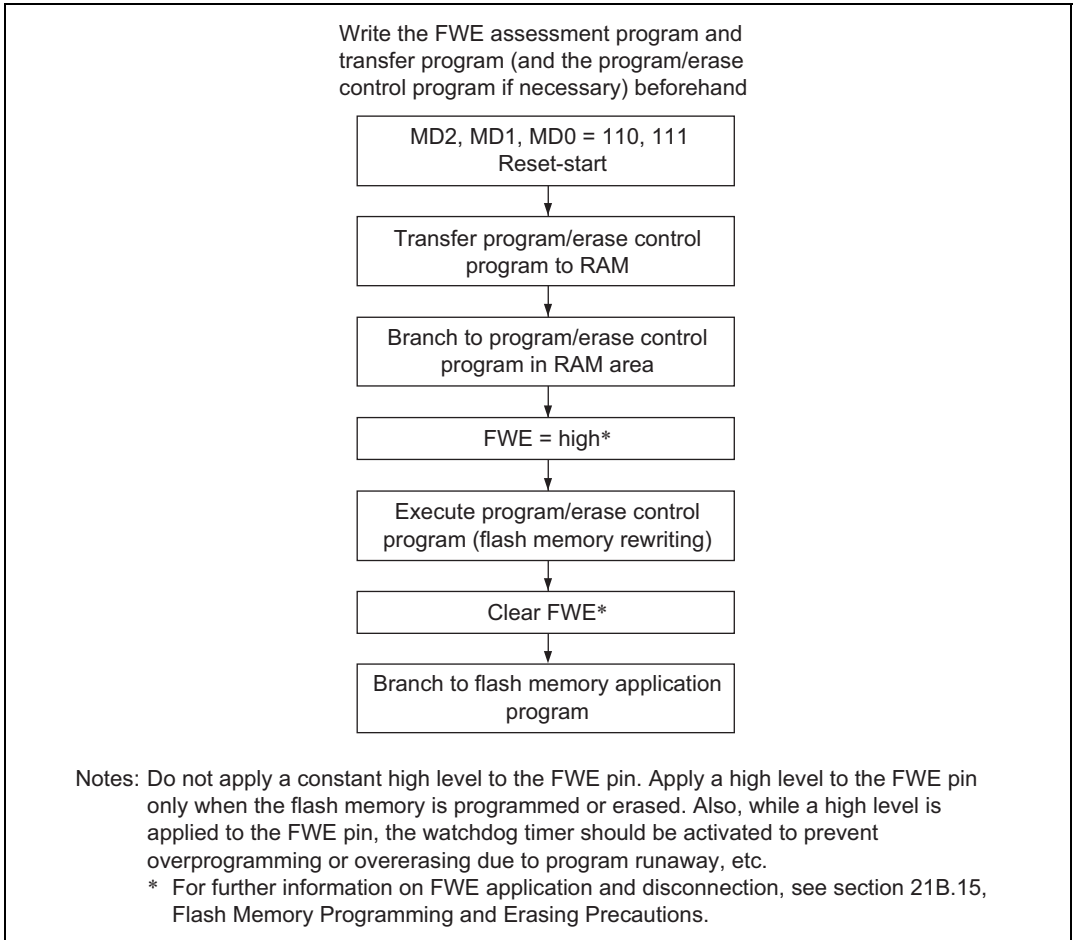 Write the FWE assessment program and
transfer program (and the program/erase
control program if necessary) beforehand
MD2, MD1, MD0 = 110, 111
Reset-start
Transfer program/erase control
program to RAM
Branch to program/erase control
program in RAM area
FWE = high*
Execute program/erase control
program (flash memory rewriting)
Clear FWE*
Branch to flash memory application
program
Notes: Do not apply a constant high level to the FWE pin. Apply a high level to the FWE pin
only when the flash memory is programmed or erased. Also, while a high level is
applied to the FWE pin, the watchdog timer should be activated to prevent
overprogramming or overerasing due to program runaway, etc.
* For further information on FWE application and disconnection, see section 21B.15,
Flash Memory Programming and Erasing Precautions.